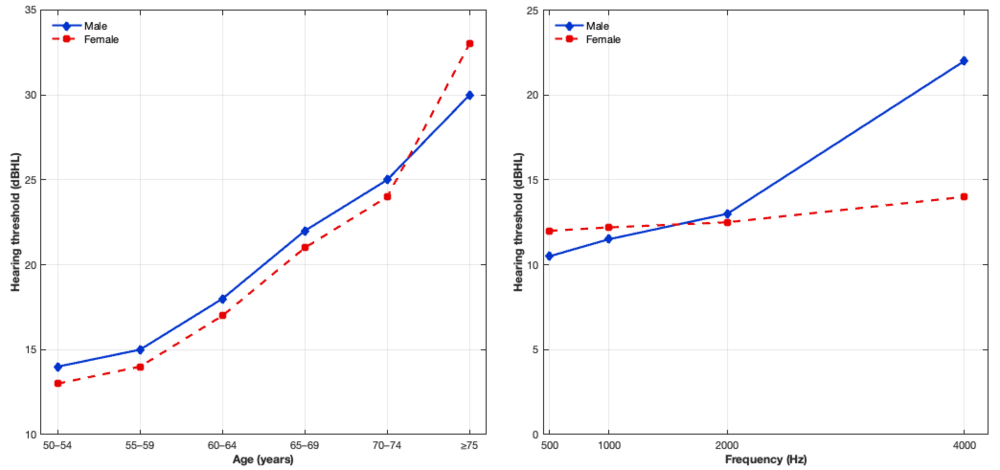 35
30
25
20
15
10
Hearing threshold (dBHL)
Male
Female
50–54 55–59 60–64 65–69 70–74 ≥75
Age (years)
25
20
15
10
5
0
Hearing threshold (dBHL)
Male
Female
500 1000 2000 4000
Frequency (Hz)